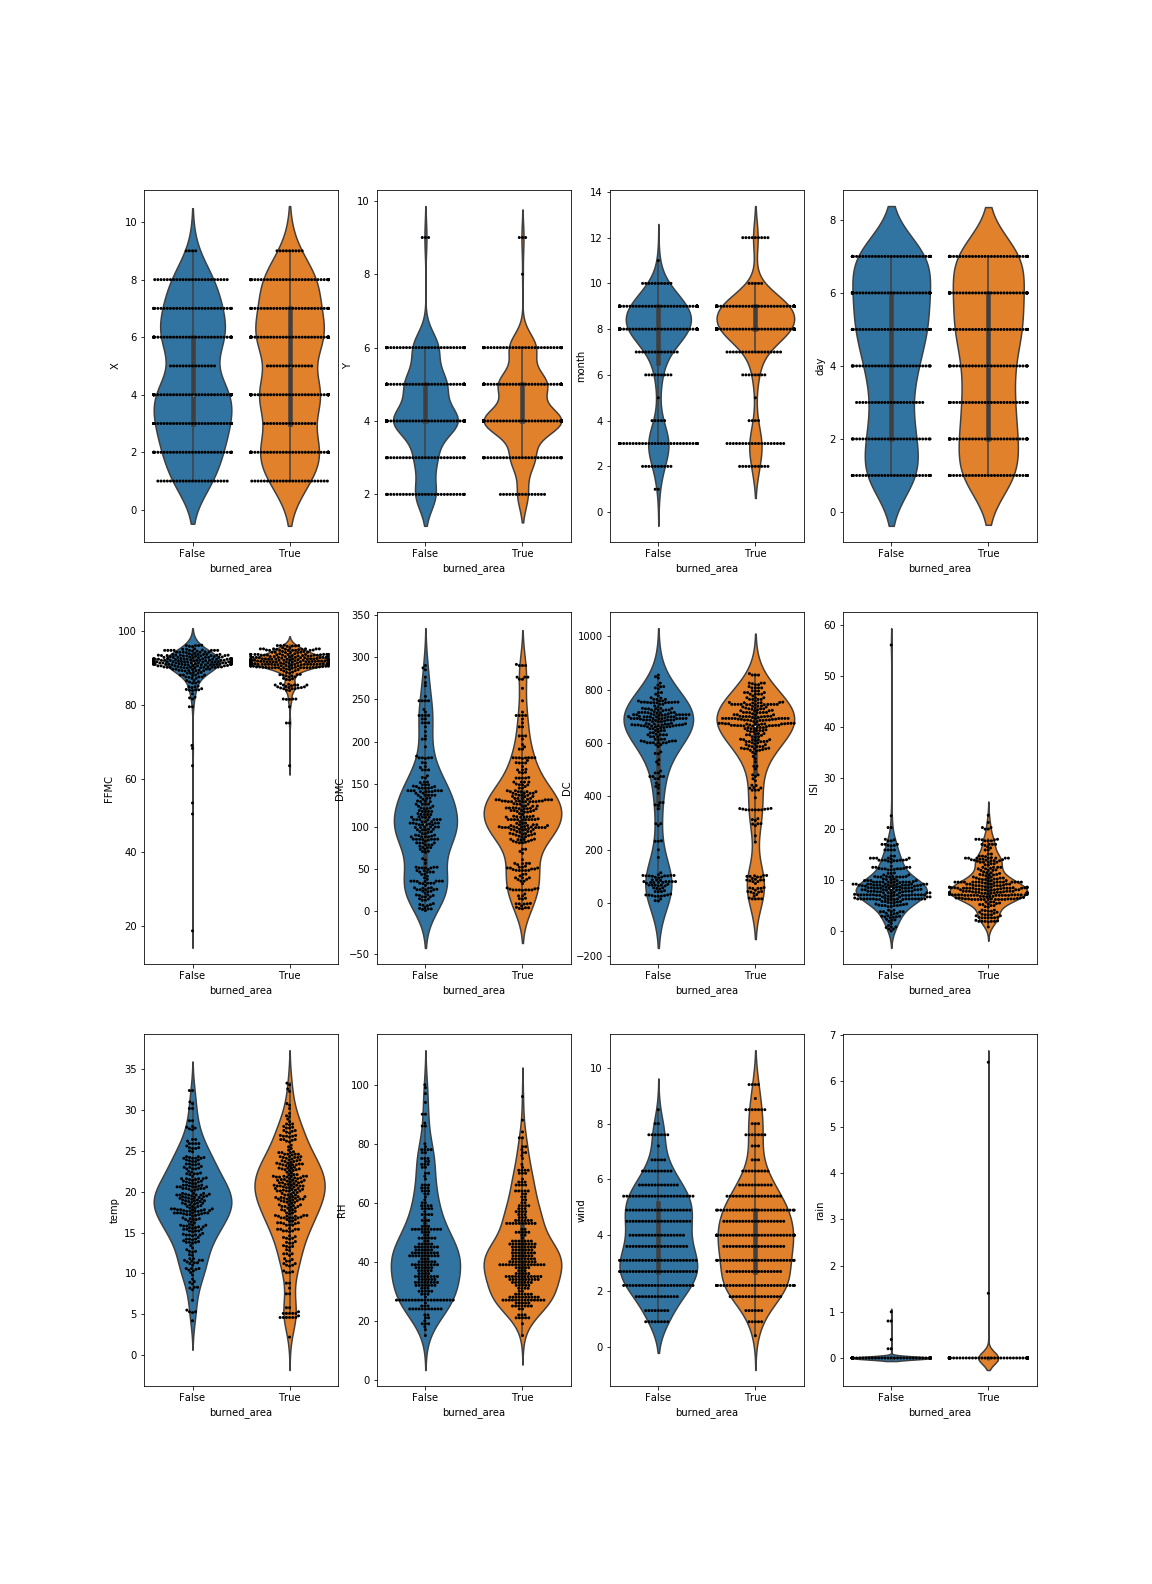 X
10
8
6
4
2
0
False True
burned_area
Y
10
8
6
4
2
False True
burned_area
month
14
12
10
8
6
4
2
0
False True
burned_area
day
8
6
4
2
0
False True
burned_area
FFMC
100
80
60
40
20
False True
burned_area
DMC
350
300
250
200
150
100
50
0
−50
False True
burned_area
DC
1000
800
600
400
200
0
−200
False True
burned_area
ISI
60
50
40
30
20
10
0
False True
burned_area
temp
35
30
25
20
15
10
5
0
False True
burned_area
RH
100
80
60
40
20
0
False True
burned_area
wind
10
8
6
4
2
0
False True
burned_area
rain
7
6
5
4
3
2
1
0
False True
burned_area